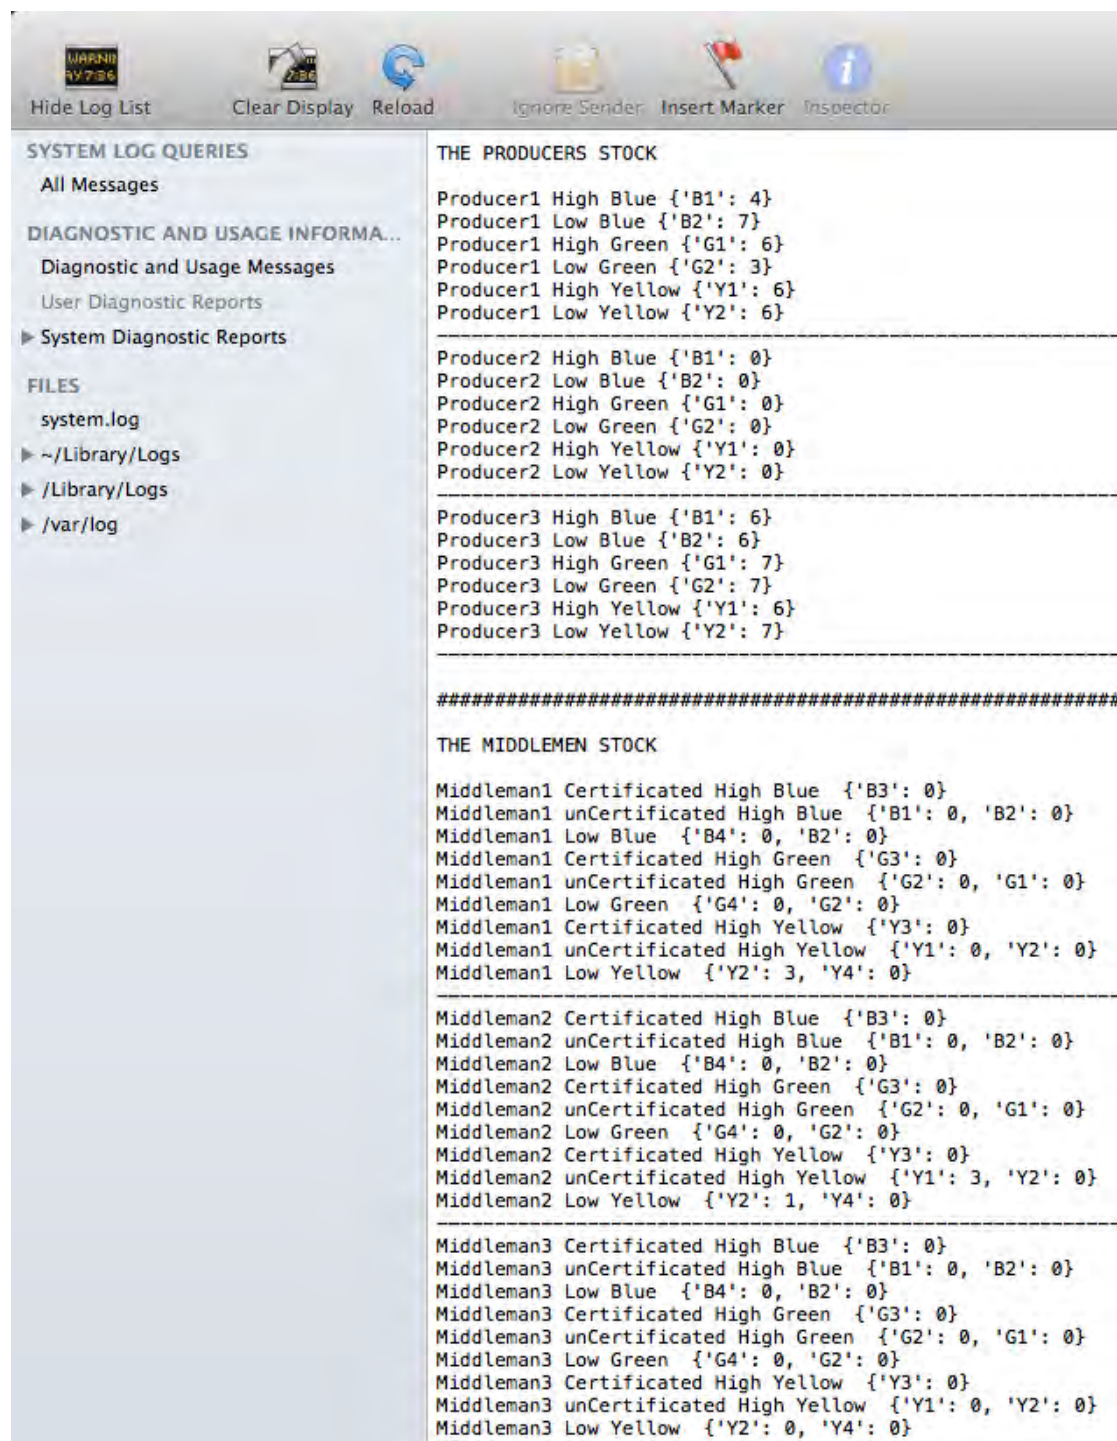 WARNI
AY 7:36
7:36
Hide Log List
Clear Display
Reload
Ignore Sender
Insert Marker
Inspector
SYSTEM LOG QUERIES
All Messages
DIAGNOSTIC AND USAGE INFORMA...
Diagnostic and Usage Messages
User Diagnostic Reports
System Diagnostic Reports
FILES
system.log
~/Library/Logs
/Library/Logs
/var/log
THE PRODUCERS STOCK
Producer1 High Blue {'B1': 4}
Producer1 Low Blue {'B2': 7}
Producer1 High Green {'G1': 6}
Producer1 Low Green {'G2': 3}
Producer1 High Yellow {'Y1': 6}
Producer1 Low Yellow {'Y2': 6}
Producer2 High Blue {'B1': 0}
Producer2 Low Blue {'B2': 0}
Producer2 High Green {'G1': 0}
Producer2 Low Green {'G2': 0}
Producer2 High Yellow {'Y1': 0}
Producer2 Low Yellow {'Y2': 0}
Producer3 High Blue {'B1': 6}
Producer3 Low Blue {'B2': 6}
Producer3 High Green {'G1': 7}
Producer3 Low Green {'G2': 7}
Producer3 High Yellow {'Y1': 6}
Producer3 Low Yellow {'Y2': 7}
###########################################################
THE MIDDLEMEN STOCK
Middleman1 Certificated High Blue  {'B3': 0}
Middleman1 unCertificated High Blue  {'B1': 0, 'B2': 0}
Middleman1 Low Blue  {'B4': 0, 'B2': 0}
Middleman1 Certificated High Green  {'G3': 0}
Middleman1 unCertificated High Green  {'G2': 0, 'G1': 0}
Middleman1 Low Green  {'G4': 0, 'G2': 0}
Middleman1 Certificated High Yellow  {'Y3': 0}
Middleman1 unCertificated High Yellow  {'Y1': 0, 'Y2': 0}
Middleman1 Low Yellow  {'Y2': 3, 'Y4': 0}
Middleman2 Certificated High Blue  {'B3': 0}
Middleman2 unCertificated High Blue  {'B1': 0, 'B2': 0}
Middleman2 Low Blue  {'B4': 0, 'B2': 0}
Middleman2 Certificated High Green  {'G3': 0}
Middleman2 unCertificated High Green  {'G2': 0, 'G1': 0}
Middleman2 Low Green  {'G4': 0, 'G2': 0}
Middleman2 Certificated High Yellow  {'Y3': 0}
Middleman2 unCertificated High Yellow  {'Y1': 3, 'Y2': 0}
Middleman2 Low Yellow  {'Y2': 1, 'Y4': 0}
Middleman3 Certificated High Blue  {'B3': 0}
Middleman3 unCertificated High Blue  {'B1': 0, 'B2': 0}
Middleman3 Low Blue  {'B4': 0, 'B2': 0}
Middleman3 Certificated High Green  {'G3': 0}
Middleman3 unCertificated High Green  {'G2': 0, 'G1': 0}
Middleman3 Low Green  {'G4': 0, 'G2': 0}
Middleman3 Certificated High Yellow  {'Y3': 0}
Middleman3 unCertificated High Yellow  {'Y1': 0, 'Y2': 0}
Middleman3 Low Yellow  {'Y2': 0, 'Y4': 0}